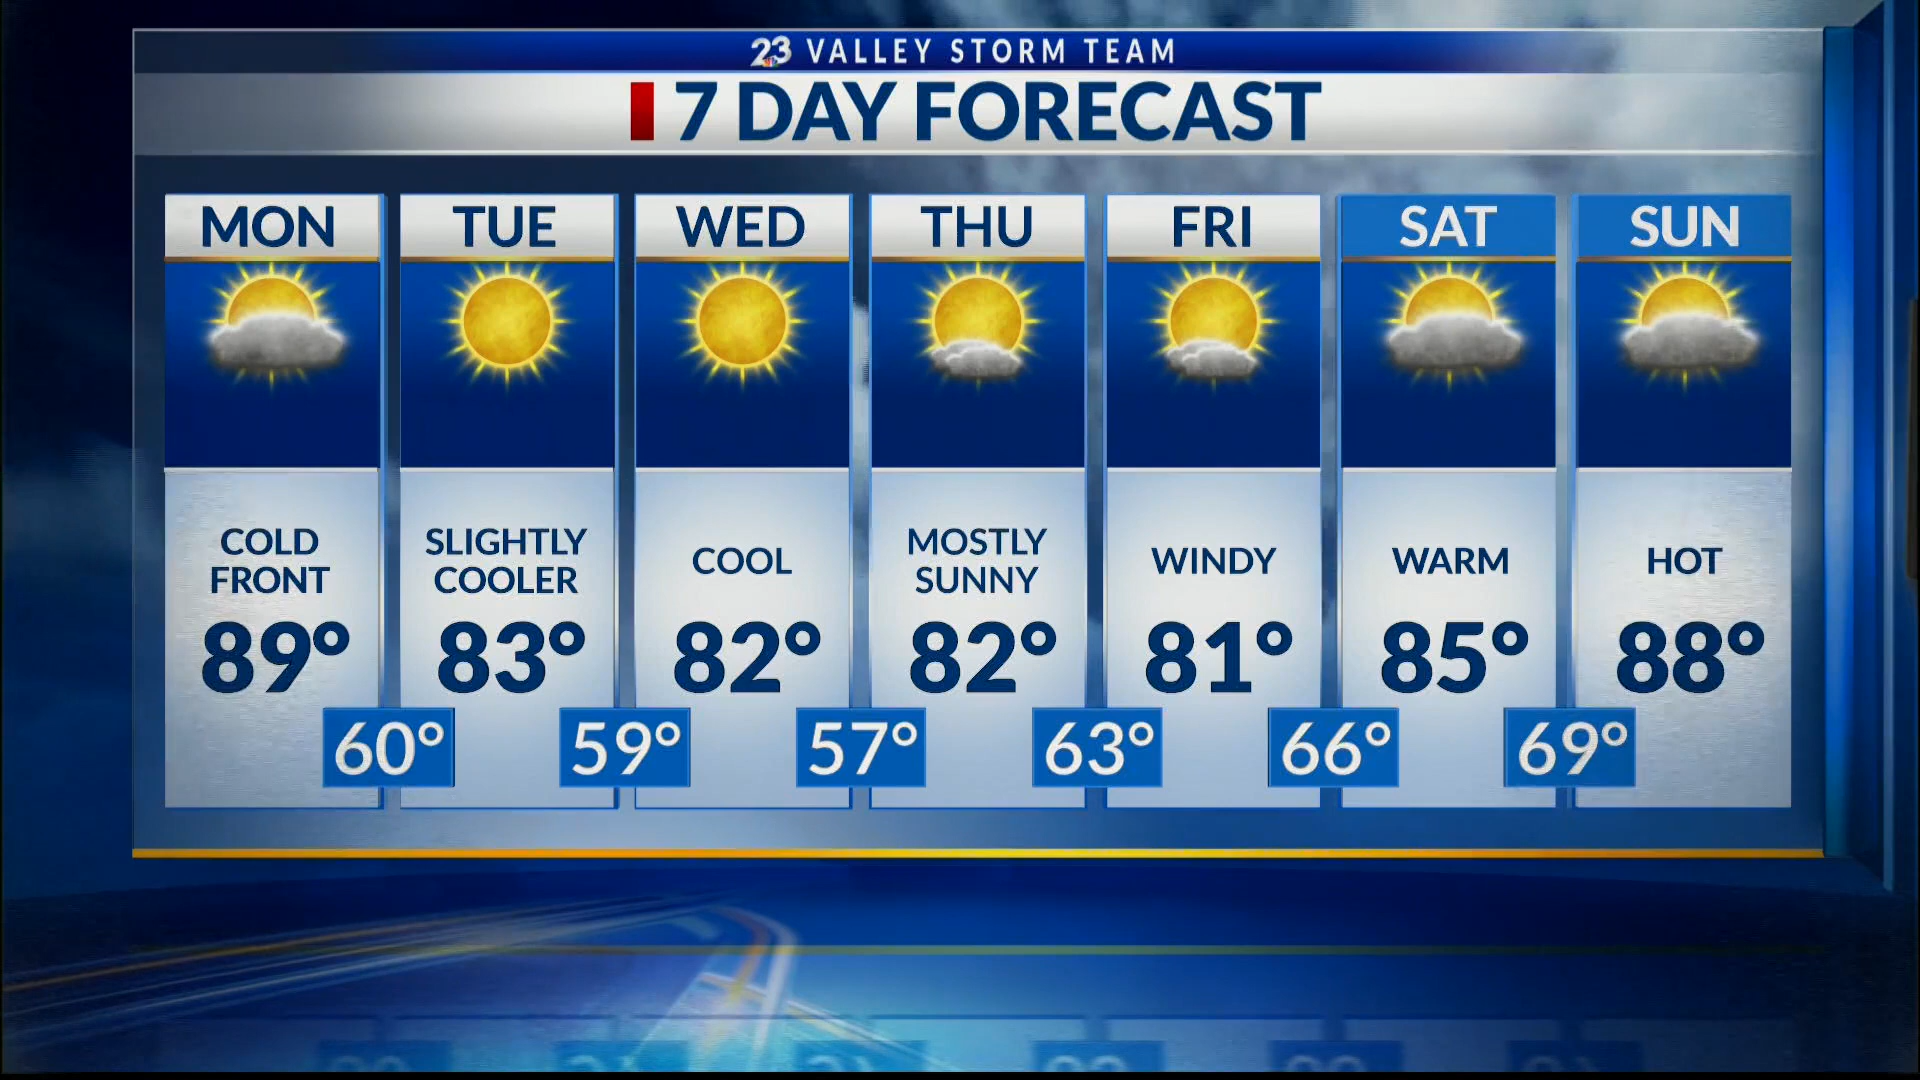 23 VALLEY STORM TEAM
7 DAY FORECAST
MON
TUE
WED
THU
FRI
SAT
SUN
COLD
FRONT
SLIGHTLY
COOLER
COOL
MOSTLY
SUNNY
WINDY
WARM
HOT
89°
83°
82°
82°
81°
85°
88°
60°
59°
57°
63°
66°
69°